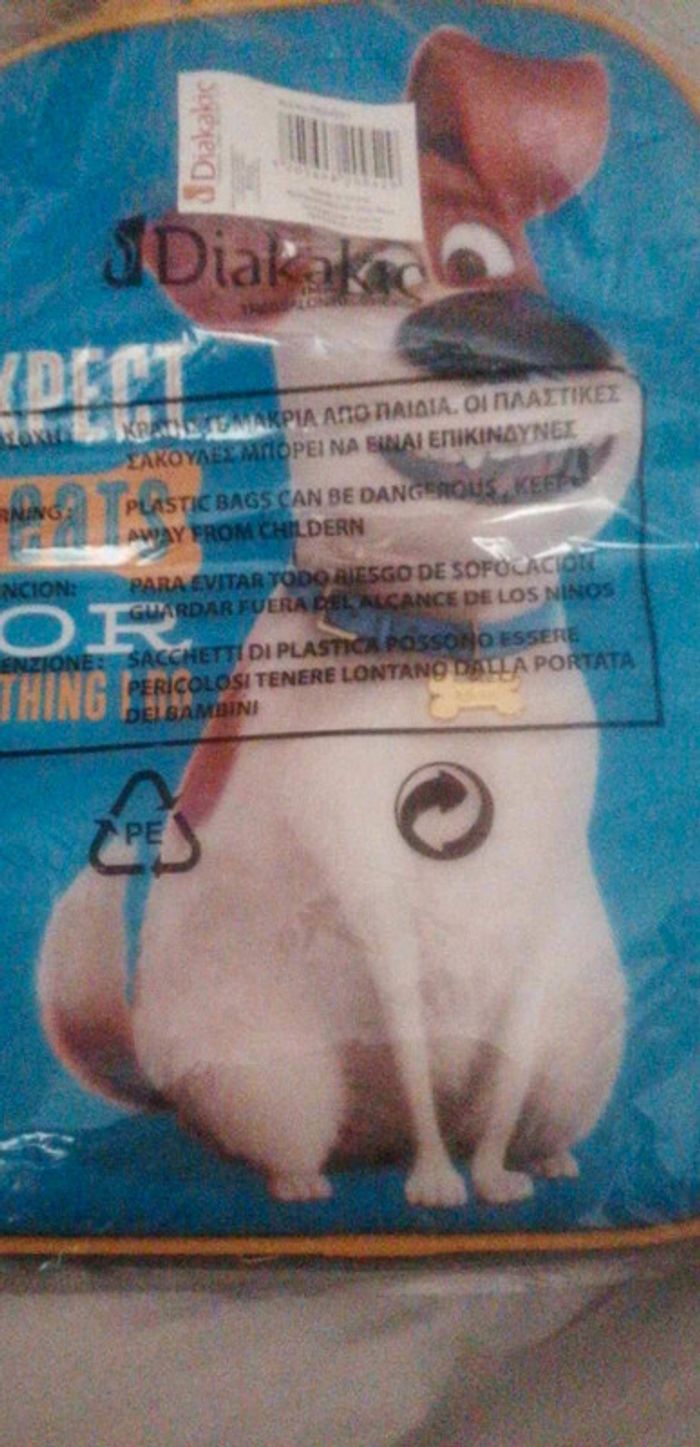 Diakakis
Diakakis
XPECT
ΚΡΑΤΗΣΤΕ ΜΑΚΡΙΑ ΑΠΟ ΠΑΙΔΙΑ. ΟΙ ΠΛΑΣΤΙΚΕΣ
ΣΑΚΟΥΛΕΣ ΜΠΟΡΕΙ ΝΑ ΕΙΝΑΙ ΕΠΙΚΙΝΔΥΝΕΣ
RNING: PLASTIC BAGS CAN BE DANGEROUS, KEEP
AWAY FROM CHILDERN
eaTS
NCION: PARA EVITAR TODO RIESGO DE SOFOCACION
GUARDAR FUERA DEL ALCANCE DE LOS NINOS
OR
ENZIONE: SACCHETTI DI PLASTICA POSSONO ESSERE
PERICOLOSI TENERE LONTANO DALLA PORTATA
DEI BAMBINI
THING
PE